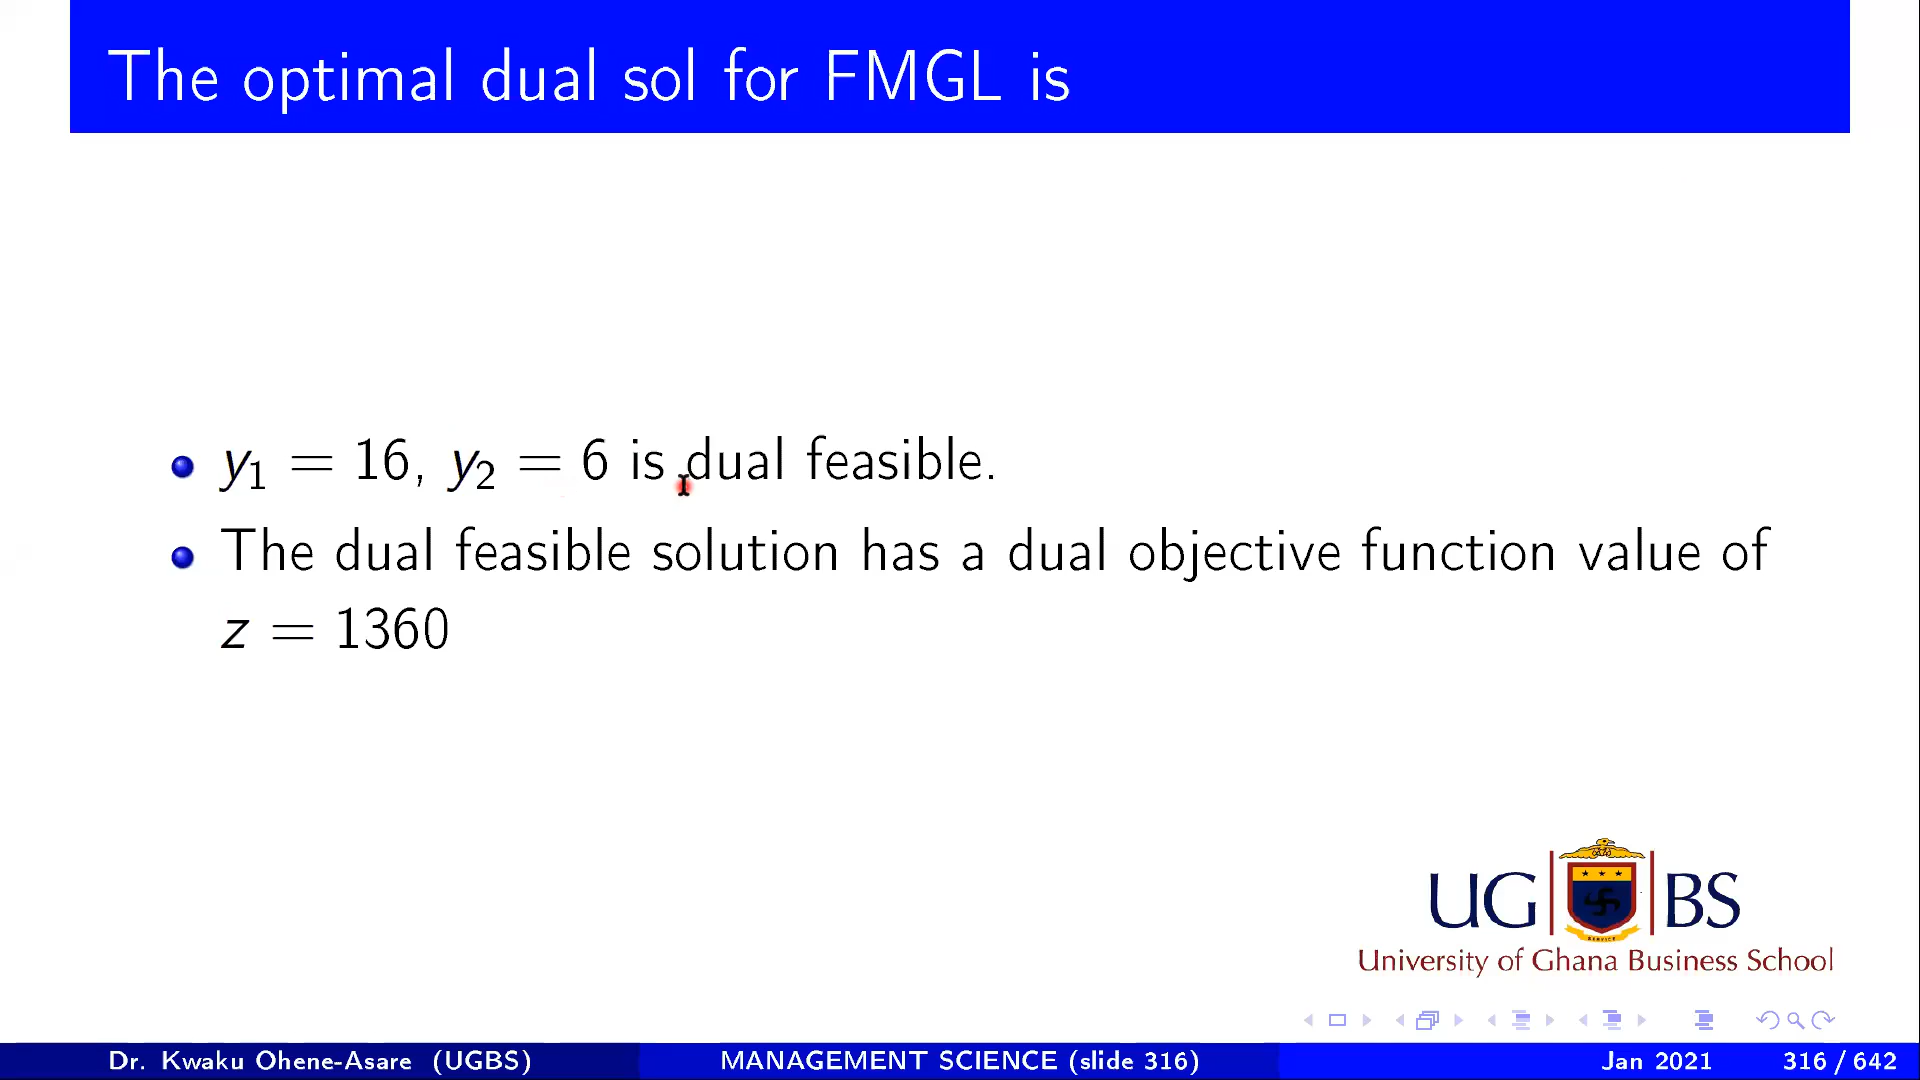 The optimal dual sol for FMGL is
y₁ = 16, y₂ = 6 is dual feasible.
The dual feasible solution has a dual objective function value of
z = 1360
UG BS
SERVICE
University of Ghana Business School
Dr. Kwaku Ohene-Asare (UGBS) MANAGEMENT SCIENCE (slide 316) Jan 2021 316 / 642